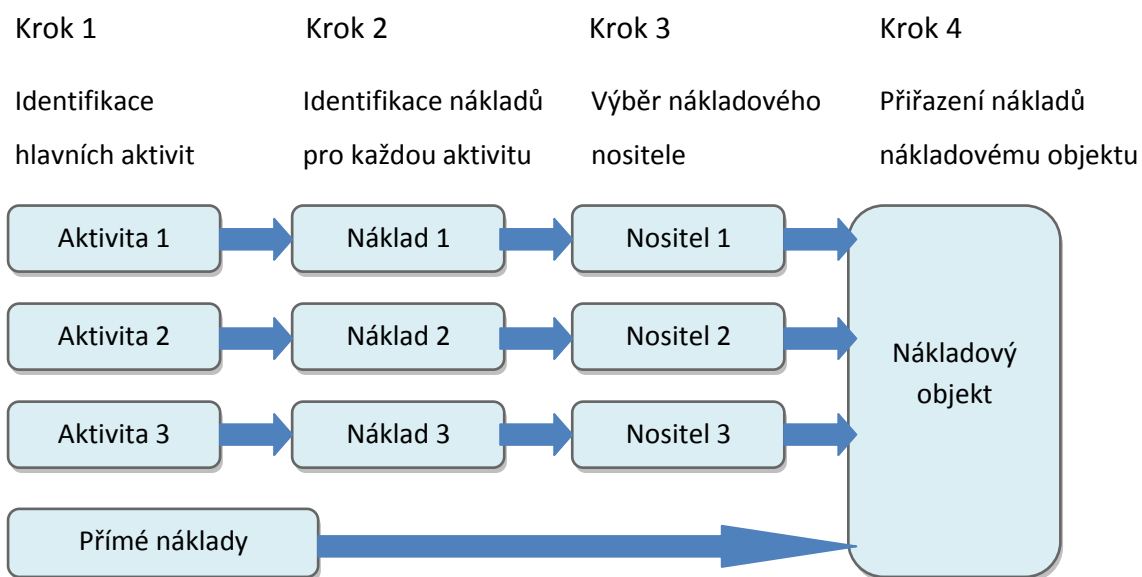 Krok 1
Krok 2
Krok 3
Krok 4
Identifikace
hlavních aktivit
Identifikace nákladů
pro každou aktivitu
Výběr nákladového
nositele
Přiřazení nákladů
nákladovému objektu
Aktivita 1
Náklad 1
Nositel 1
Aktivita 2
Náklad 2
Nositel 2
Aktivita 3
Náklad 3
Nositel 3
Nákladový
objekt
Přímé náklady